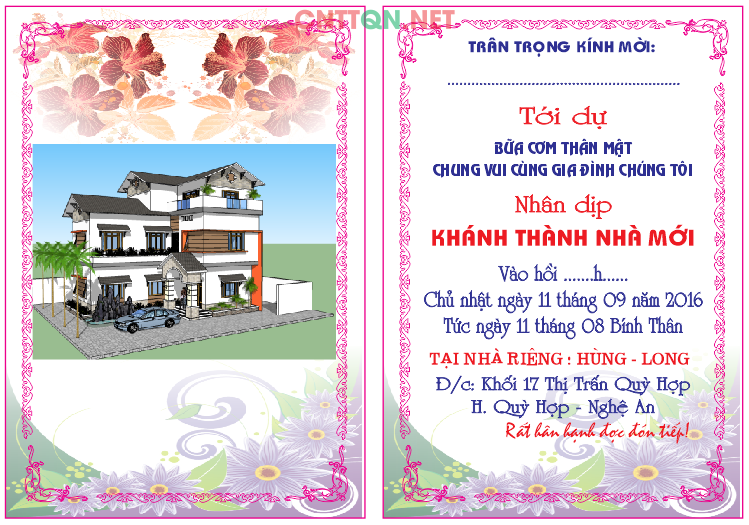 CNTTQN.NET
TRÂN TRỌNG KÍNH MỜI:
Tới dự
BỮA CƠM THÂN MẬT
CHUNG VUI CÙNG GIA ĐÌNH CHÚNG TÔI
Nhân dịp
KHÁNH THÀNH NHÀ MỚI
Vào hồi .......h......
Chủ nhật ngày 11 tháng 09 năm 2016
Tức ngày 11 tháng 08 Bính Thân
TẠI NHÀ RIÊNG : HÙNG - LONG
Đ/c: Khối 17 Thị Trấn Quỳ Hợp
H. Quỳ Hợp - Nghệ An
Rất hân hạnh đọc đón tiếp!